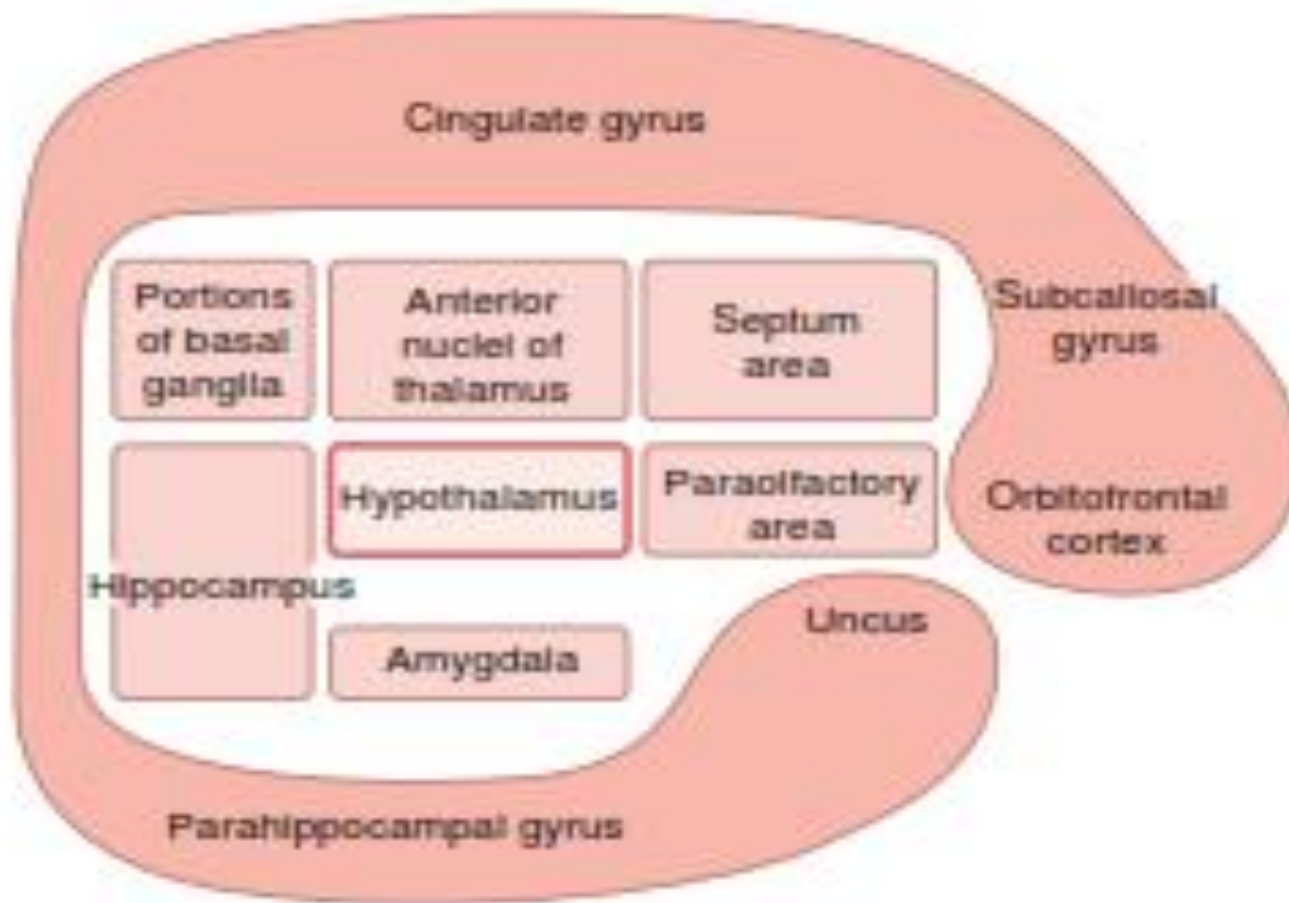 Cingulate gyrus
Portions
of basal
ganglia
Anterior
nuclei of
thalamus
Septum
area
Subcallosal
gyrus
Hippocampus
Hypothalamus
Paraolfactory
area
Orbitofrontal
cortex
Amygdala
Uncus
Parahippocampal gyrus